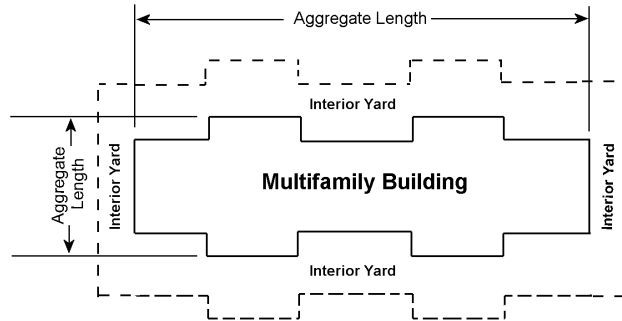 Aggregate Length
Interior Yard
Aggregate
Length
Interior Yard
Multifamily Building
Interior Yard
Interior Yard